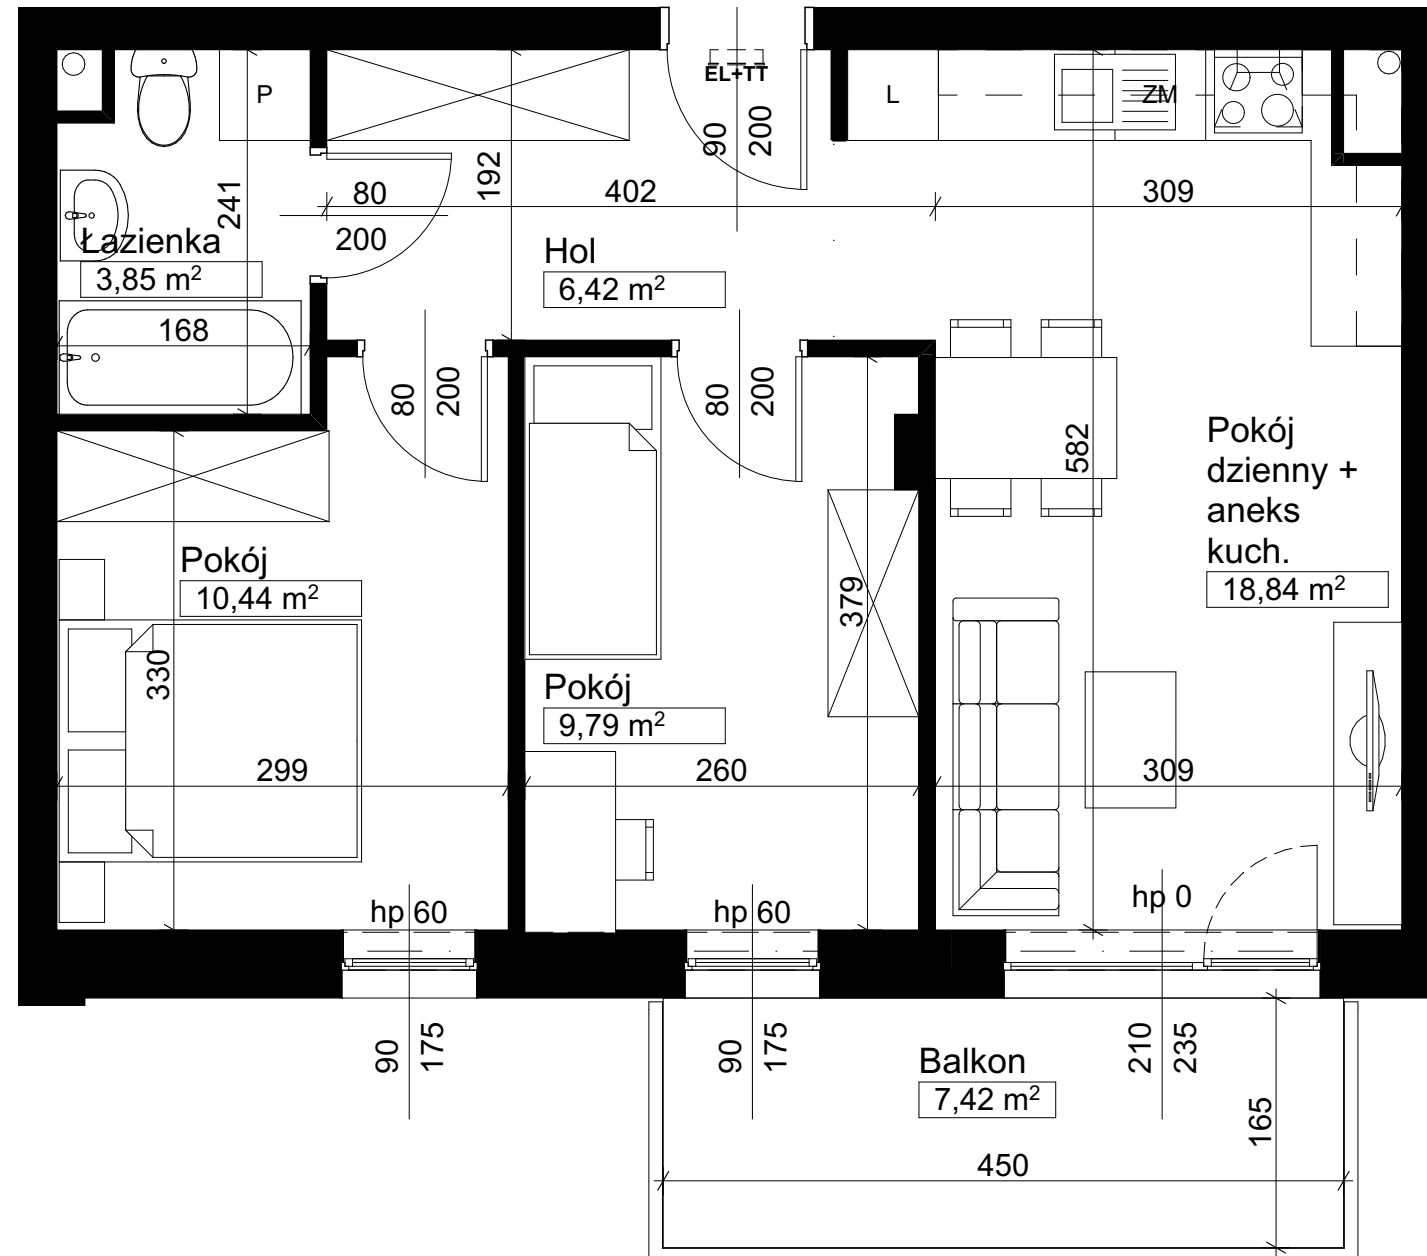 EL+TT
P
L
ZM
90
200
241
80
200
192
402
309
Łazienka
3,85 m²
Hol
6,42 m²
168
80
200
80
200
582
Pokój
dzienny +
aneks
kuch.
18,84 m²
Pokój
10,44 m²
330
379
Pokój
9,79 m²
299
260
309
hp 60
hp 60
hp 0
90
175
90
175
210
235
Balkon
7,42 m²
165
450